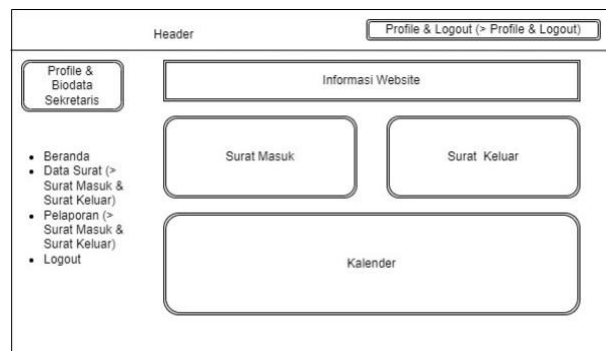 Header
Profile & Logout (> Profile & Logout)
Profile &
Biodata
Sekretaris
Informasi Website
Surat Masuk
Surat Keluar
• Beranda
• Data Surat (>
Surat Masuk &
Surat Keluar)
• Pelaporan (>
Surat Masuk &
Surat Keluar)
• Logout
Kalender